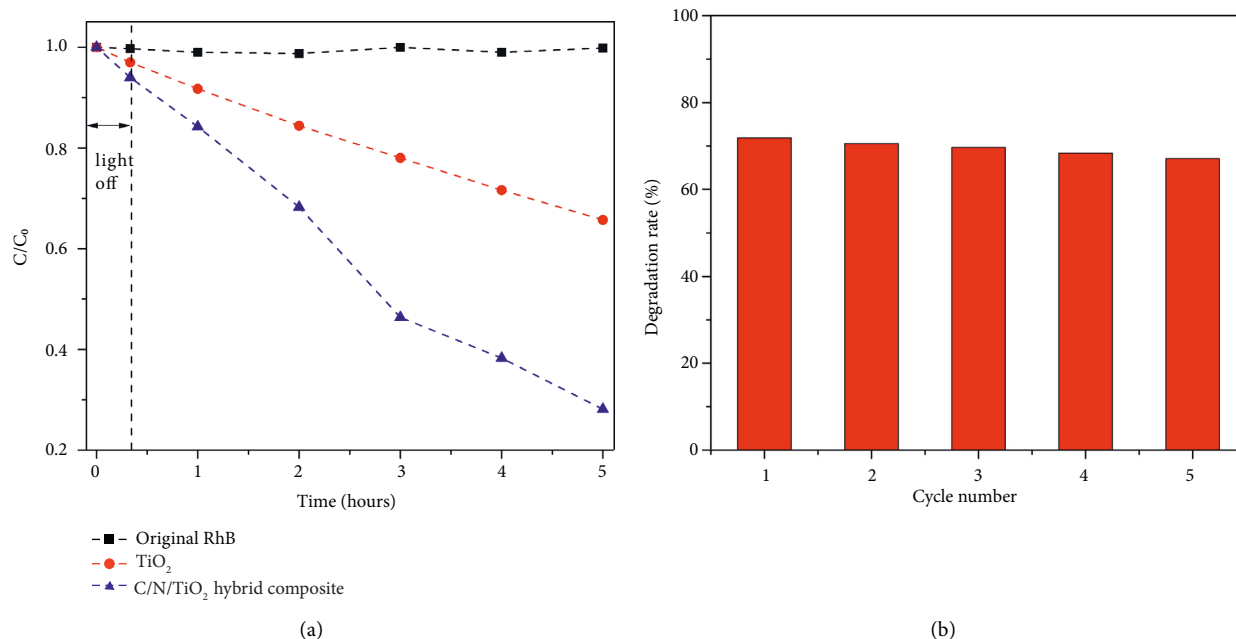 1.0
0.8
0.6
0.4
0.2
C/C₀
light
off
0 1 2 3 4 5
Time (hours)
Original RhB
TiO₂
C/N/TiO₂ hybrid composite
(a)
100
80
60
40
20
0
Degradation rate (%)
1 2 3 4 5
Cycle number
(b)